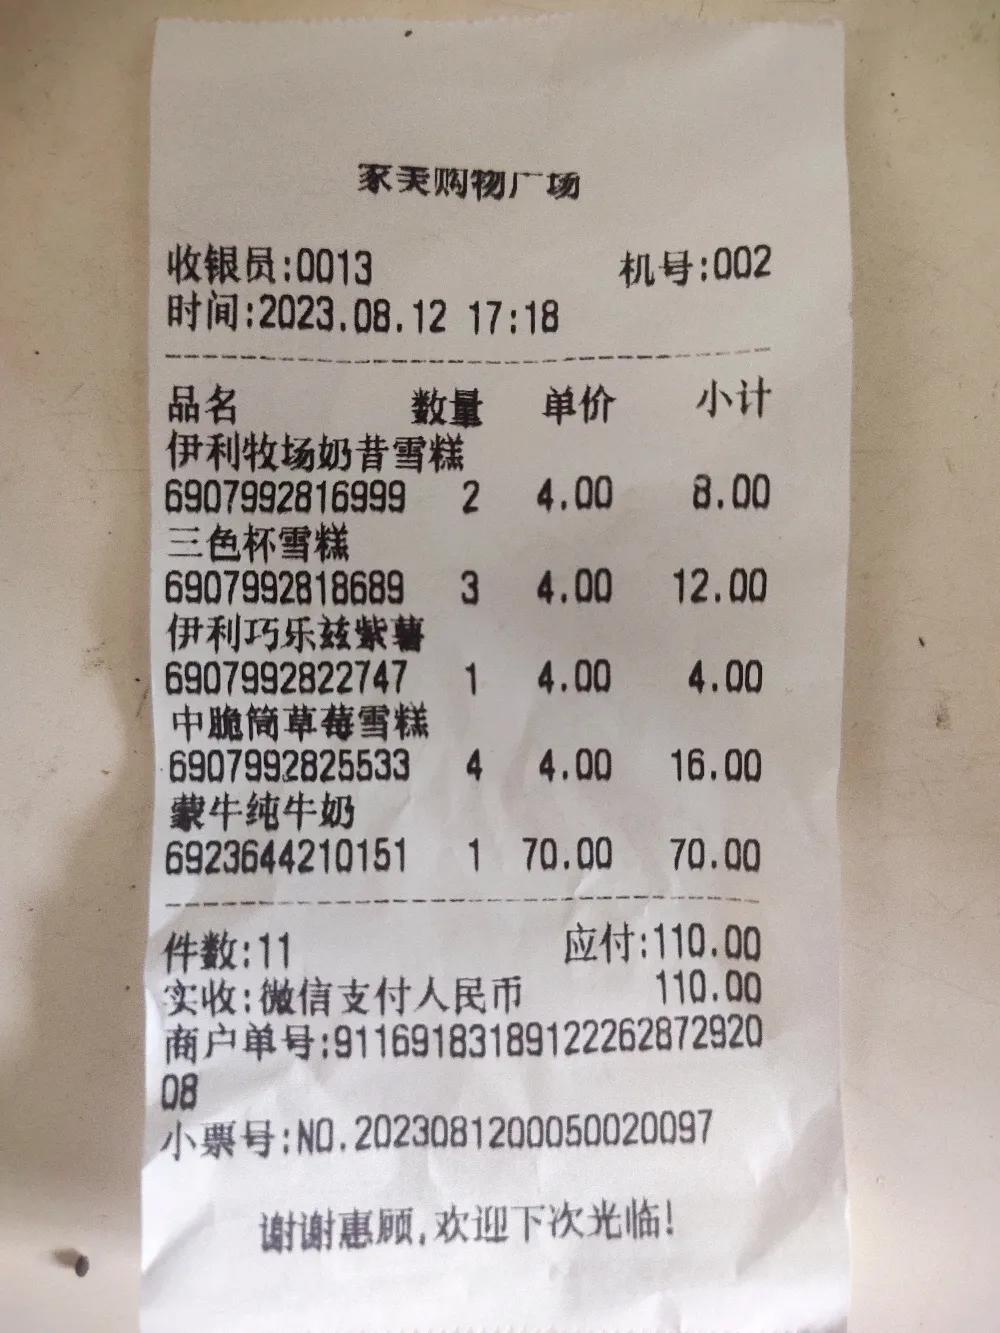 家美购物广场
收银员:0013 机号:002
时间:2023.08.12 17:18
品名 数量 单价 小计
伊利牧场奶昔雪糕
6907992816999 2 4.00 8.00
三色杯雪糕
6907992818689 3 4.00 12.00
伊利巧乐兹紫薯
6907992822747 1 4.00 4.00
中脆筒草莓雪糕
6907992825533 4 4.00 16.00
蒙牛纯牛奶
6923644210151 1 70.00 70.00
件数:11 应付:110.00
实收:微信支付人民币 110.00
商户单号:91169183189122262872920
08
小票号:NO.2023081200050020097
谢谢惠顾,欢迎下次光临!